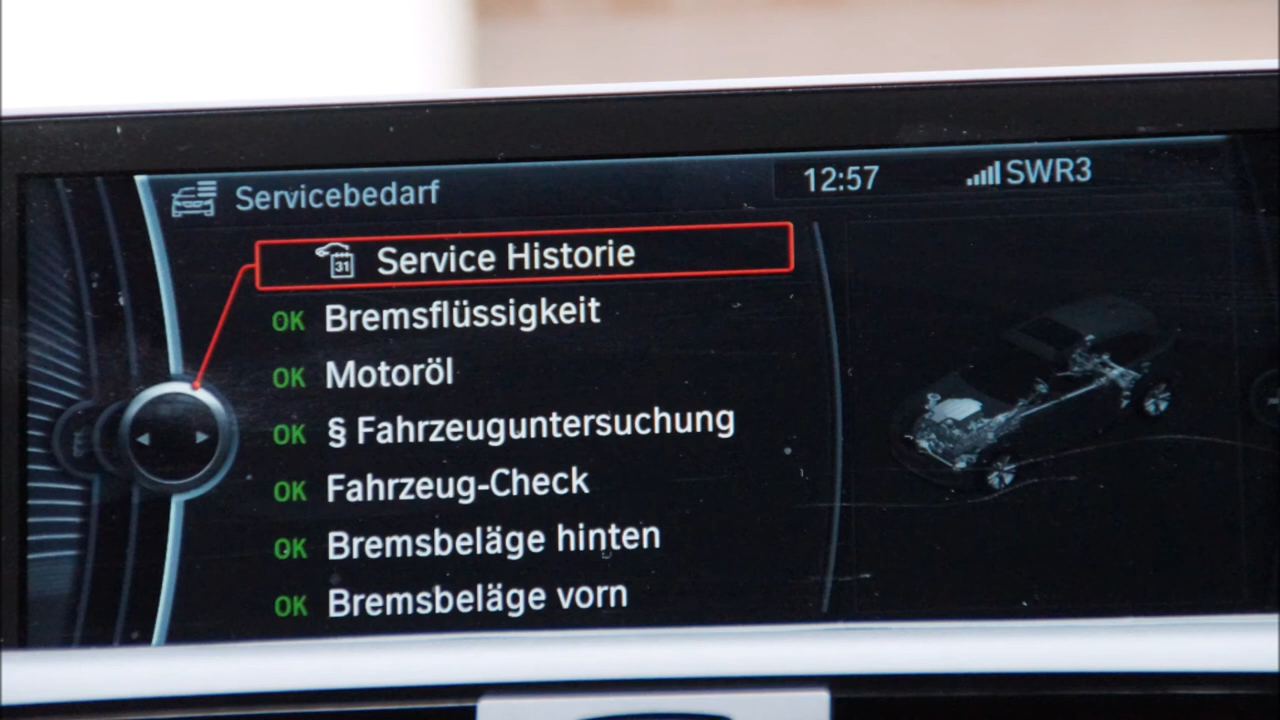 Servicebedarf
12:57
SWR3
31
Service Historie
OK Bremsflüssigkeit
OK Motoröl
OK § Fahrzeuguntersuchung
OK Fahrzeug-Check
OK Bremsbeläge hinten
OK Bremsbeläge vorn